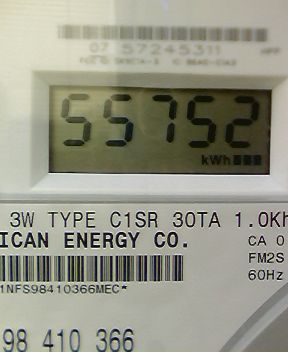 07 57245311
55752
kWh
3W TYPE C1SR 30TA 1.0Kh
ICAN ENERGY CO.
CA 0
FM2S
60Hz
1NFS98410366MEC*
98 410 366